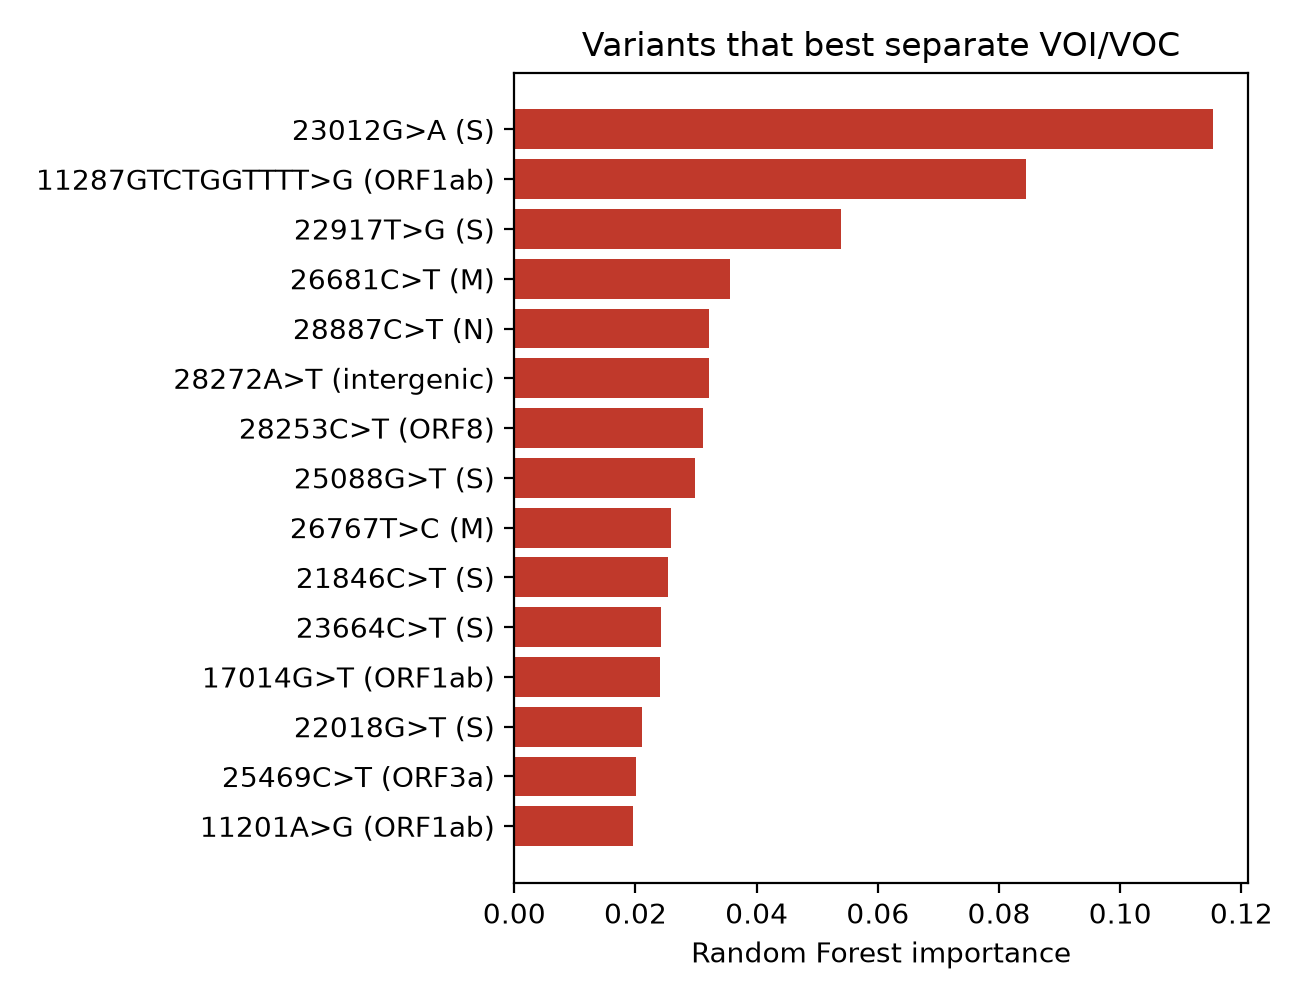 Variants that best separate VOI/VOC
23012G>A (S)
11287GTCTGGTTTT>G (ORF1ab)
22917T>G (S)
26681C>T (M)
28887C>T (N)
28272A>T (intergenic)
28253C>T (ORF8)
25088G>T (S)
26767T>C (M)
21846C>T (S)
23664C>T (S)
17014G>T (ORF1ab)
22018G>T (S)
25469C>T (ORF3a)
11201A>G (ORF1ab)
0.00 0.02 0.04 0.06 0.08 0.10 0.12
Random Forest importance